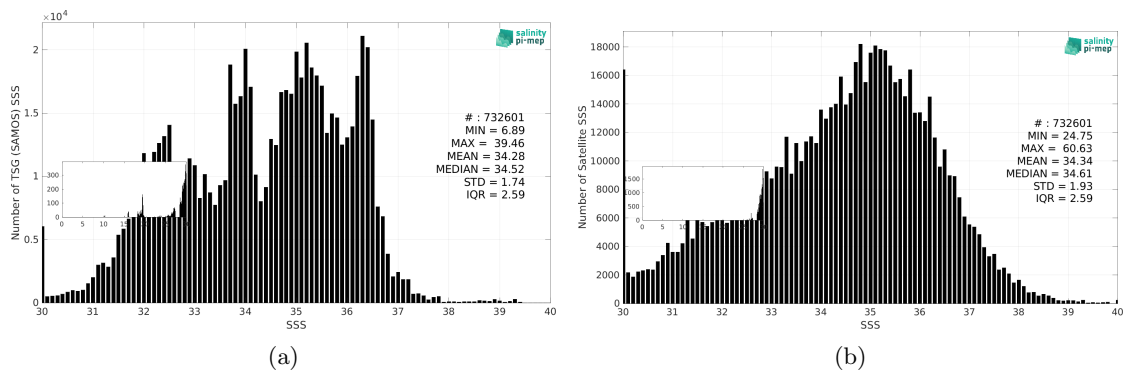 ×10⁴
2
1.5
1
0.5
0
Number of TSG (SAMOS) SSS
salinity
pi-mep
# : 732601
MIN = 6.89
MAX = 39.46
MEAN = 34.28
MEDIAN = 34.52
STD = 1.74
IQR = 2.59
300
200
100
0
0 5 10 15
30 31 32 33 34 35 36 37 38 39 40
SSS
(a)
18000
16000
14000
12000
10000
8000
6000
4000
2000
0
Number of Satellite SSS
salinity
pi-mep
# : 732601
MIN = 24.75
MAX = 60.63
MEAN = 34.34
MEDIAN = 34.61
STD = 1.93
IQR = 2.59
1500
1000
500
0
0 5 10 15 20 25
30 31 32 33 34 35 36 37 38 39 40
SSS
(b)